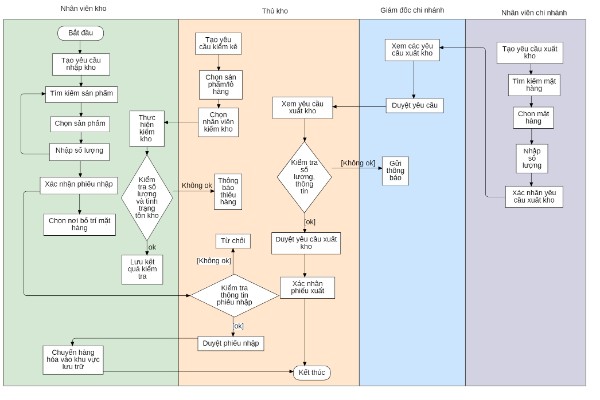 Nhân viên kho
Thủ kho
Giám đốc chi nhánh
Nhân viên chi nhánh
Bắt đầu
Tạo yêu cầu
nhập kho
Tìm kiếm sản phẩm
Chọn sản phẩm
Nhập số lượng
Xác nhận phiếu nhập
Chọn nơi bố trí mặt
hàng
Chuyển hàng
hóa vào khu vực
lưu trữ
Thực
hiện
kiểm
kho
Kiểm
tra số
lượng
và tình
trạng
tồn kho
ok
Lưu kết
quả kiểm
tra
Tạo yêu
cầu kiểm kê
Chọn sản
phẩm/lô
hàng
Chọn
nhân viên
kiểm kho
Không ok
Thông
báo thiếu
hàng
Từ chối
[Không ok]
Kiểm tra
thông tin
phiếu nhập
[ok]
Duyệt phiếu nhập
Xem yêu cầu
xuất kho
Kiểm tra
số
lượng,
thông
tin
[Không ok]
[ok]
Duyệt yêu cầu xuất
kho
Xác nhận
phiếu xuất
Kết thúc
Xem các yêu
cầu xuất kho
Duyệt yêu cầu
Gửi
thông
báo
Tạo yêu cầu xuất
kho
Tìm kiếm mặt
hàng
Chọn mặt
hàng
Nhập
số
lượng
Xác nhận yêu
cầu xuất kho